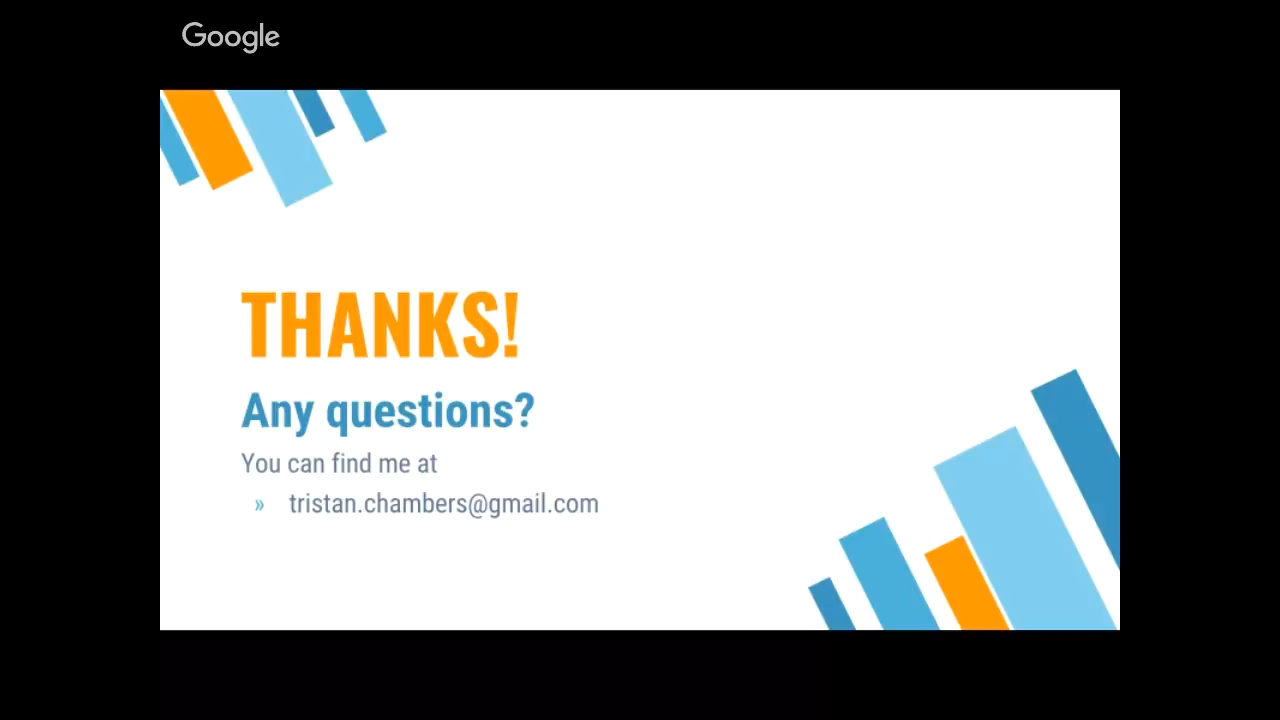 Google
THANKS!
Any questions?
You can find me at
» tristan.chambers@gmail.com